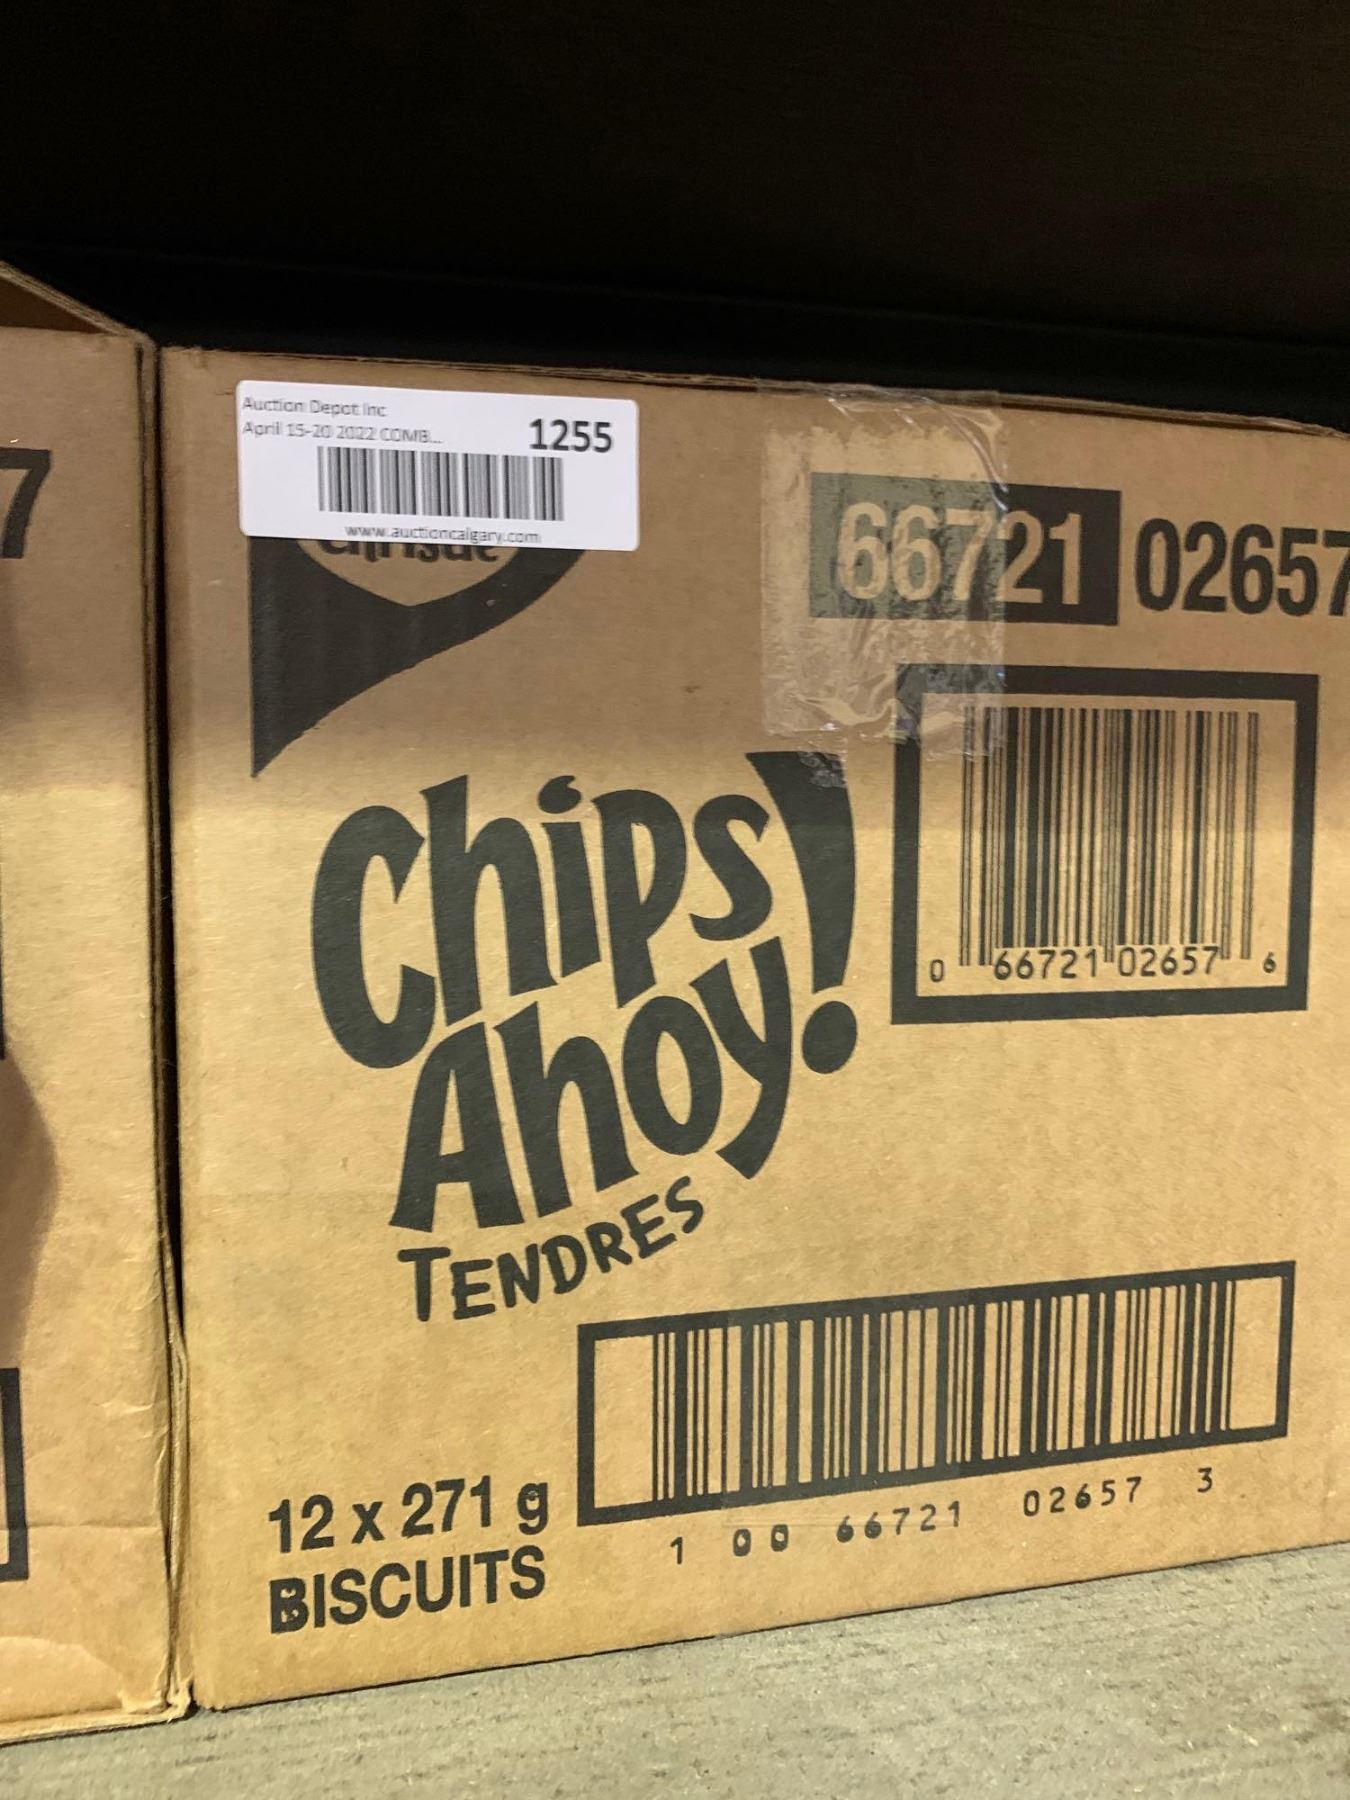 Auction Depot Inc
April 15-20 2022 COMB...
1255
www.auctioncalgary.com
7
66721 02657
Chips
Ahoy!
TENDRES
0 66721 02657 6
12 x 271 g
BISCUITS
1 00 66721 02657 3